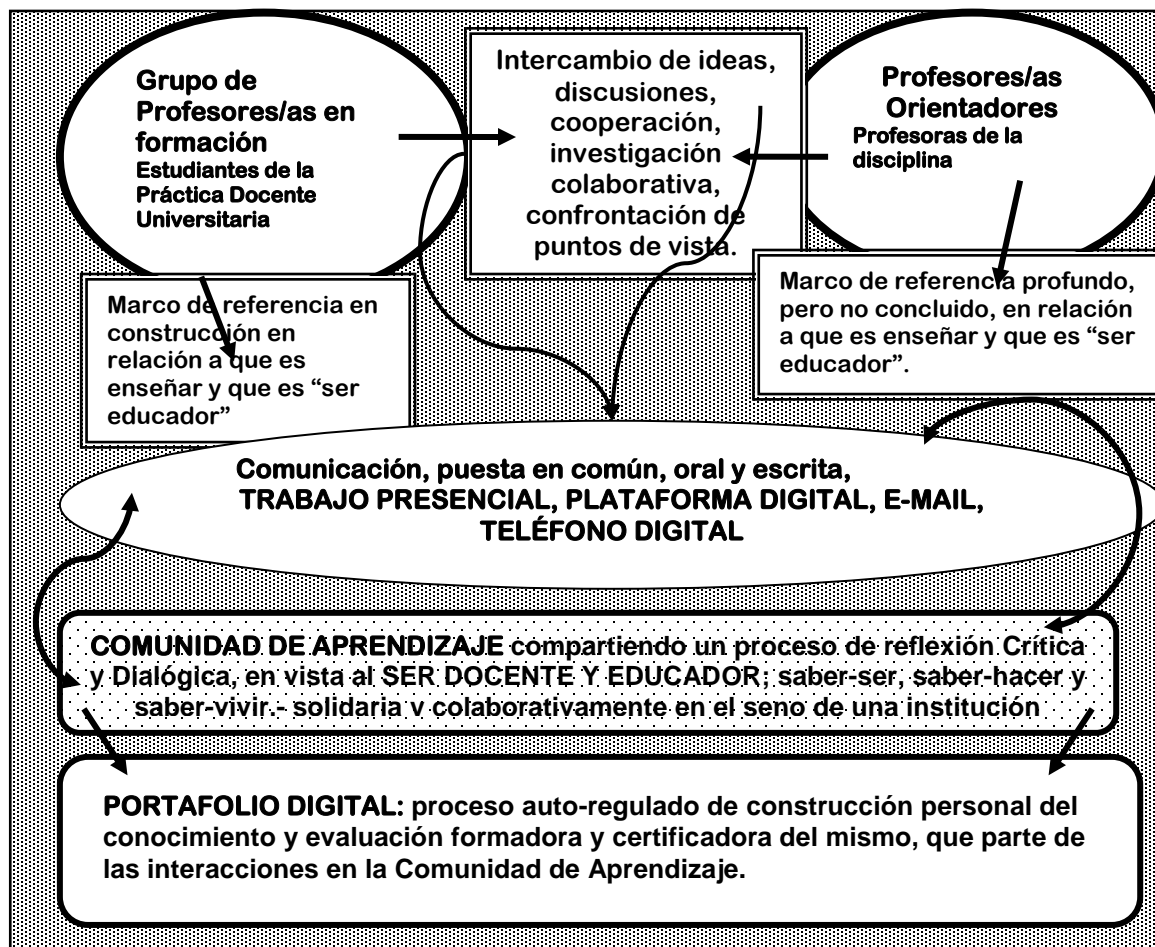 Grupo de
Profesores/as en
formación
Estudiantes de la
Práctica Docente
Universitaria
Intercambio de ideas,
discusiones,
cooperación,
investigación
colaborativa,
confrontación de
puntos de vista.
Profesores/as
Orientadores
Profesoras de la
disciplina
Marco de referencia en
construcción en
relación a que es
enseñar y que es “ser
educador”
Marco de referencia profundo,
pero no concluido, en relación
a que es enseñar y que es “ser
educador”.
Comunicación, puesta en común, oral y escrita,
TRABAJO PRESENCIAL, PLATAFORMA DIGITAL, E-MAIL,
TELÉFONO DIGITAL
COMUNIDAD DE APRENDIZAJE compartiendo un proceso de reflexión Crítica
y Dialógica, en vista al SER DOCENTE Y EDUCADOR; saber-ser, saber-hacer y
saber-vivir.- solidaria y colaborativamente en el seno de una institución
PORTAFOLIO DIGITAL: proceso auto-regulado de construcción personal del
conocimiento y evaluación formadora y certificadora del mismo, que parte de
las interacciones en la Comunidad de Aprendizaje.